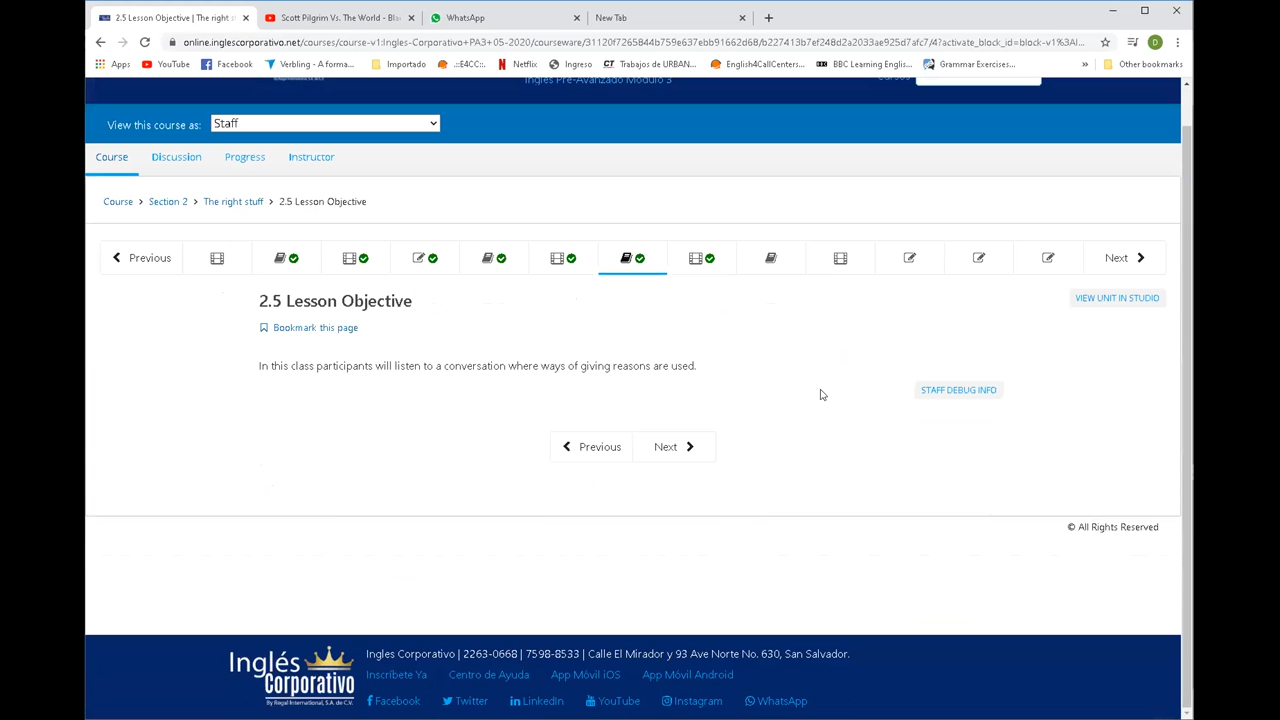 2.5 Lesson Objective | The right s
Scott Pilgrim Vs. The World - Bla
WhatsApp
New Tab
online.inglescorporativo.net/courses/course-v1:Ingles-Corporativo+PA3+05-2020/courseware/31120f7265844b759e637ebb91662d68/b227413b7ef248d2a2033ae925d7afc7/4?activate_block_id=block-v1%3AI...
D
Apps YouTube Facebook Verbling - A forma... Importado .::E4CC::. Netflix Ingreso Trabajos de URBAN... English4CallCenters... BBC Learning English... Grammar Exercises... » Other bookmarks
Inglés Pre-Avanzado Módulo 3
View this course as: Staff
Course Discussion Progress Instructor
Course > Section 2 > The right stuff > 2.5 Lesson Objective
Previous Next
2.5 Lesson Objective
VIEW UNIT IN STUDIO
Bookmark this page
In this class participants will listen to a conversation where ways of giving reasons are used.
STAFF DEBUG INFO
Previous Next
© All Rights Reserved
Inglés Corporativo
By Regal International, S.A. de C.V.
Ingles Corporativo | 2263-0668 | 7598-8533 | Calle El Mirador y 93 Ave Norte No. 630, San Salvador.
Inscríbete Ya Centro de Ayuda App Móvil iOS App Móvil Android
Facebook Twitter LinkedIn YouTube Instagram WhatsApp